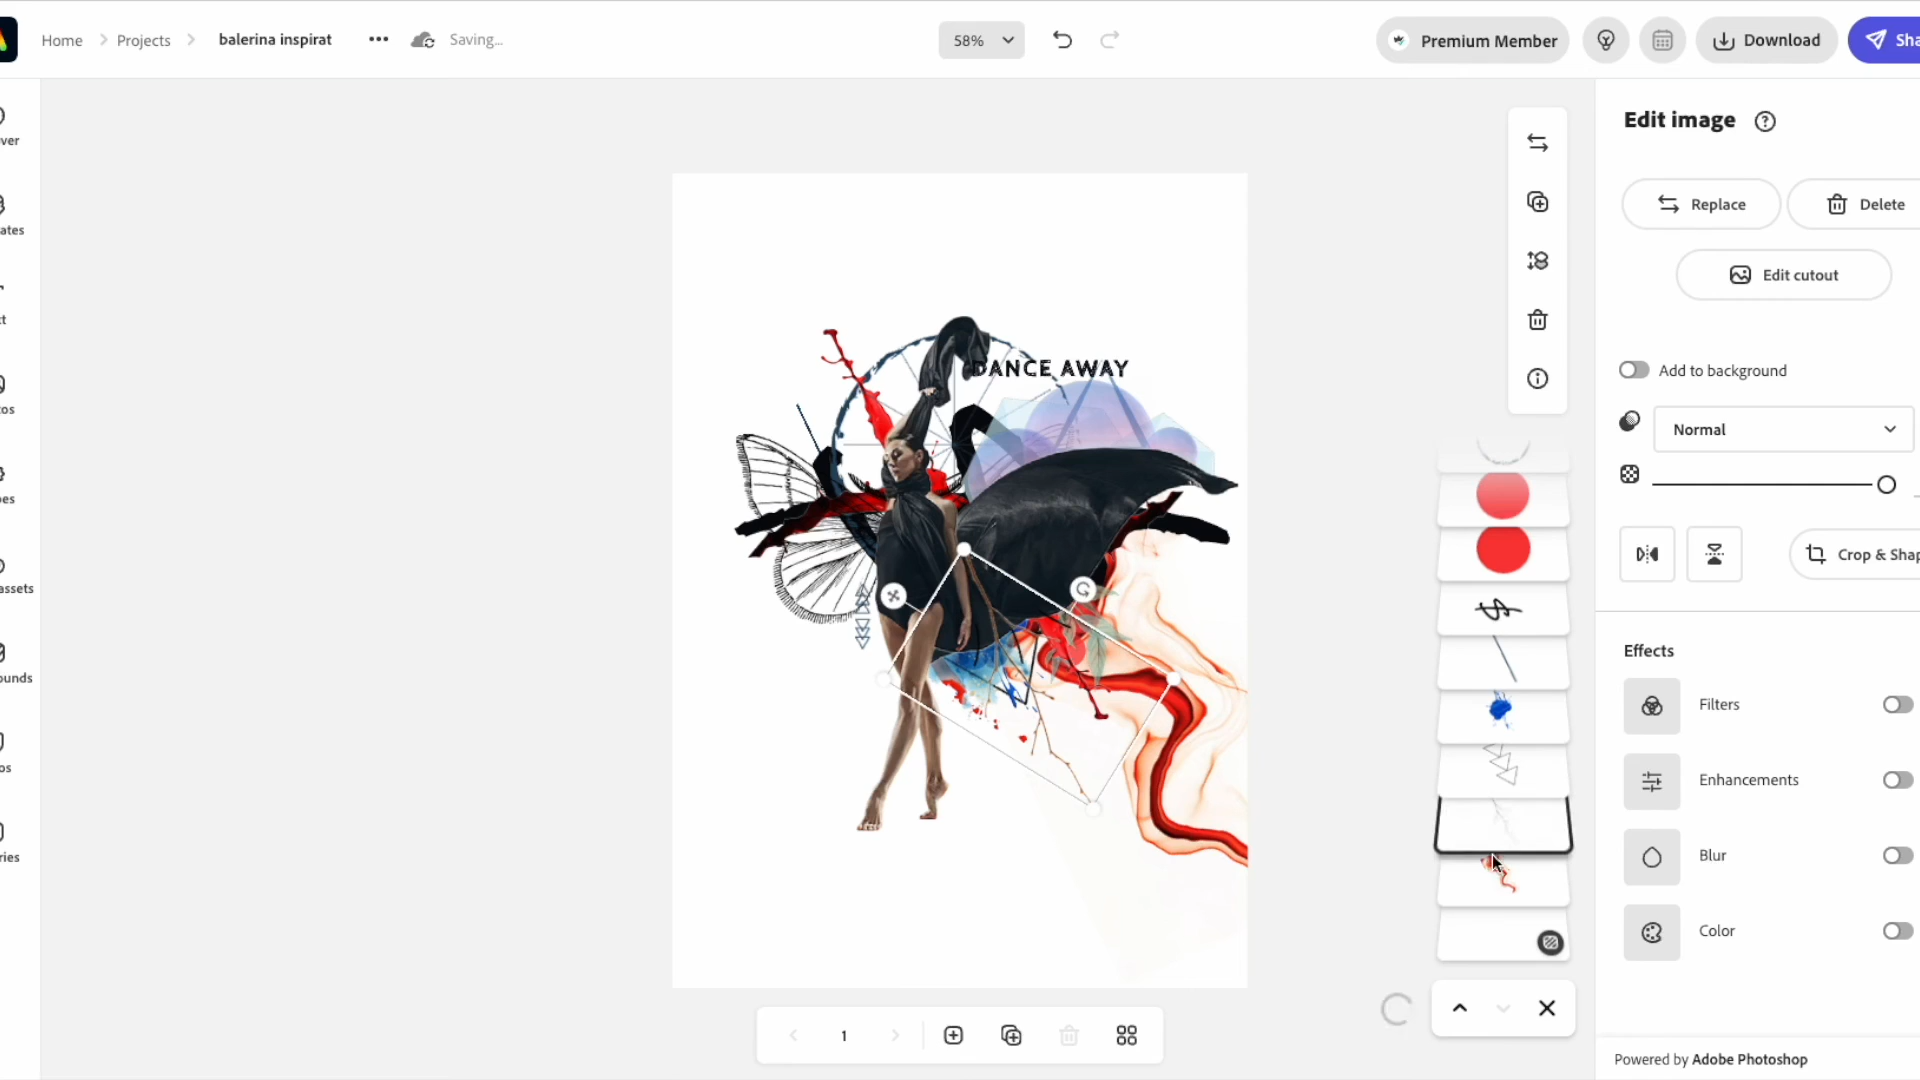 Home
Projects
balerina inspirat
Saving...
58%
Premium Member
Download
Sha
ver
ates
t
os
es
assets
unds
os
ries
DANCE AWAY
1
Edit image
Replace
Delete
Edit cutout
Add to background
Normal
Crop & Shap
Effects
Filters
Enhancements
Blur
Color
Powered by Adobe Photoshop